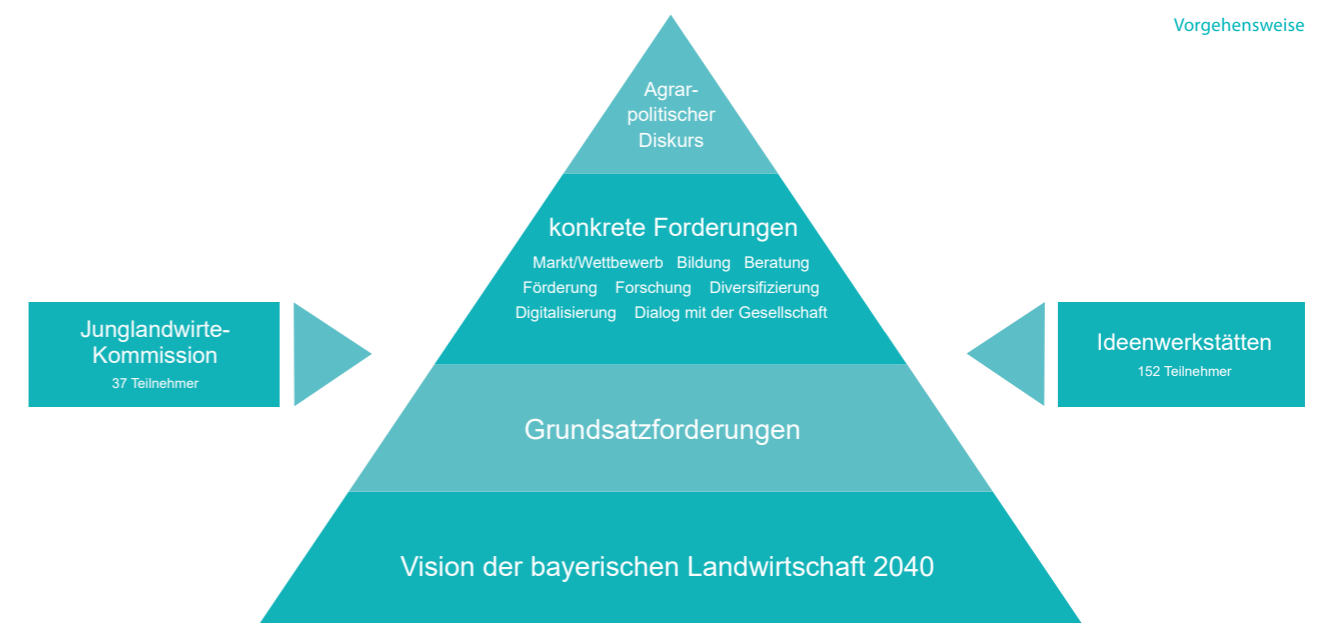 Vorgehensweise
Agrar-
politischer
Diskurs
konkrete Forderungen
Markt/Wettbewerb Bildung Beratung
Förderung Forschung Diversifizierung
Digitalisierung Dialog mit der Gesellschaft
Junglandwirte-
Kommission
37 Teilnehmer
Ideenwerkstätten
152 Teilnehmer
Grundsatzforderungen
Vision der bayerischen Landwirtschaft 2040